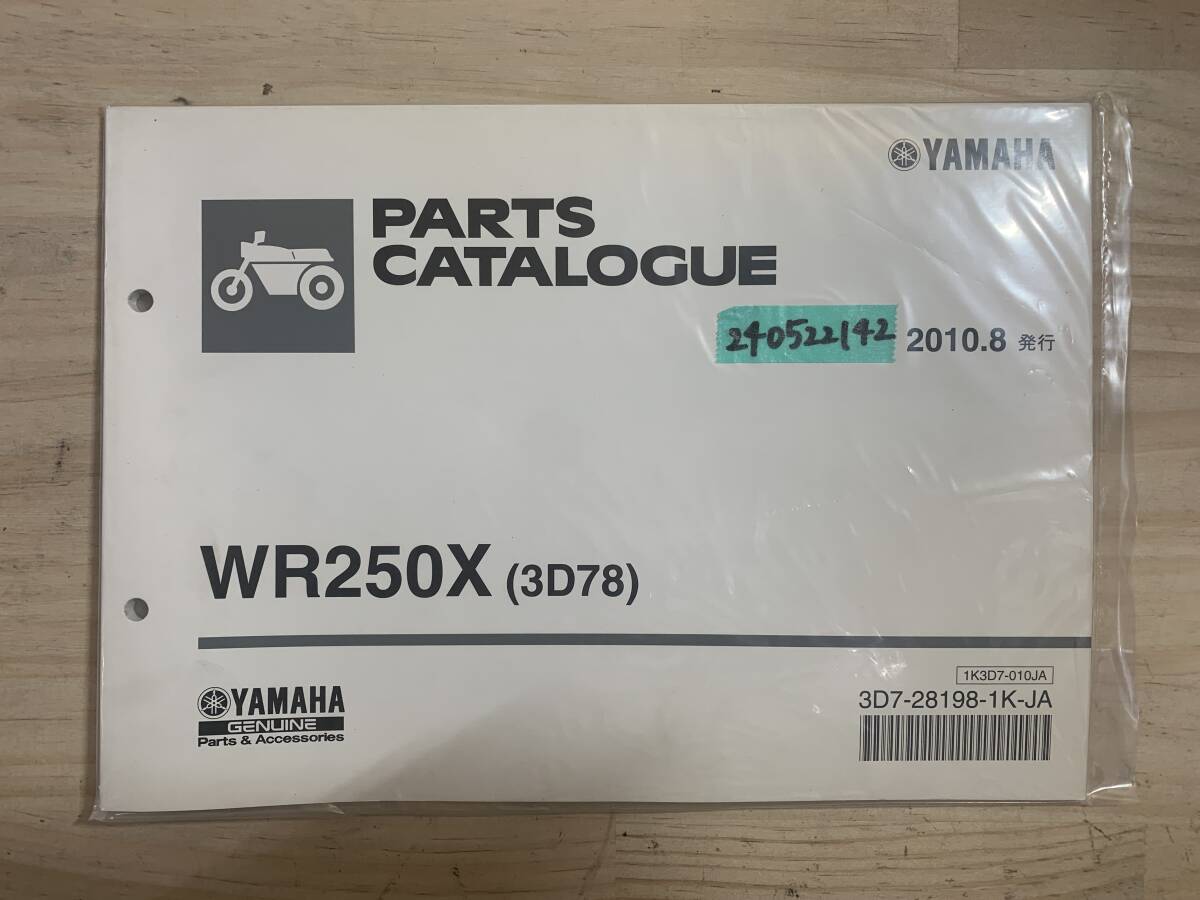 YAMAHA
PARTS
CATALOGUE
240522142 2010.8 発行
WR250X (3D78)
YAMAHA
GENUINE
Parts & Accessories
1K3D7-010JA
3D7-28198-1K-JA